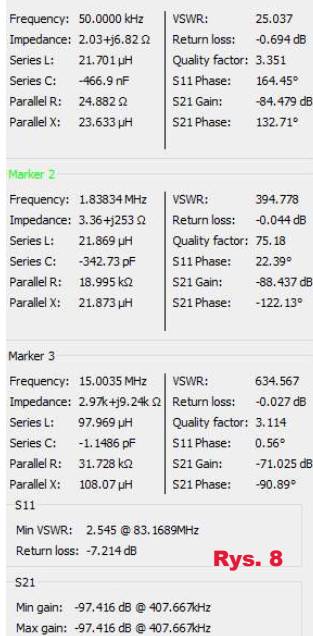 Frequency: 50.0000 kHz VSWR: 25.037
Impedance: 2.03+j6.82 Ω Return loss: -0.694 dB
Series L: 21.701 µH Quality factor: 3.351
Series C: -466.9 nF S11 Phase: 164.45°
Parallel R: 24.882 Ω S21 Gain: -84.479 dB
Parallel X: 23.633 µH S21 Phase: 132.71°
Marker 2
Frequency: 1.83834 MHz VSWR: 394.778
Impedance: 3.36+j253 Ω Return loss: -0.044 dB
Series L: 21.869 µH Quality factor: 75.18
Series C: -342.73 pF S11 Phase: 22.39°
Parallel R: 18.995 kΩ S21 Gain: -88.437 dB
Parallel X: 21.873 µH S21 Phase: -122.13°
Marker 3
Frequency: 15.0035 MHz VSWR: 634.567
Impedance: 2.97k+j9.24k Ω Return loss: -0.027 dB
Series L: 97.969 µH Quality factor: 3.114
Series C: -1.1486 pF S11 Phase: 0.56°
Parallel R: 31.728 kΩ S21 Gain: -71.025 dB
Parallel X: 108.07 µH S21 Phase: -90.89°
S11
Min VSWR: 2.545 @ 83.1689MHz
Return loss: -7.214 dB
Rys. 8
S21
Min gain: -97.416 dB @ 407.667kHz
Max gain: -97.416 dB @ 407.667kHz